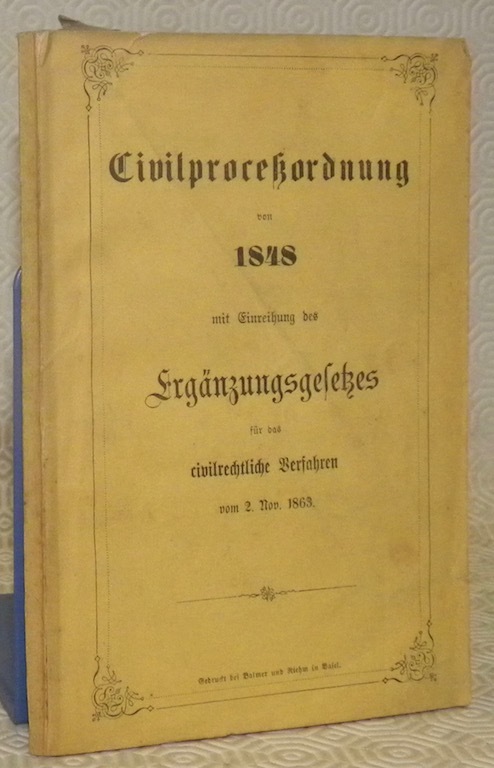 Civilproceßordnung
von
1848
mit Einreihung des
Ergänzungsgesetzes
für das
civilrechtliche Verfahren
vom 2. Nov. 1863.
Gedruckt bei Balmer und Riehm in Basel.